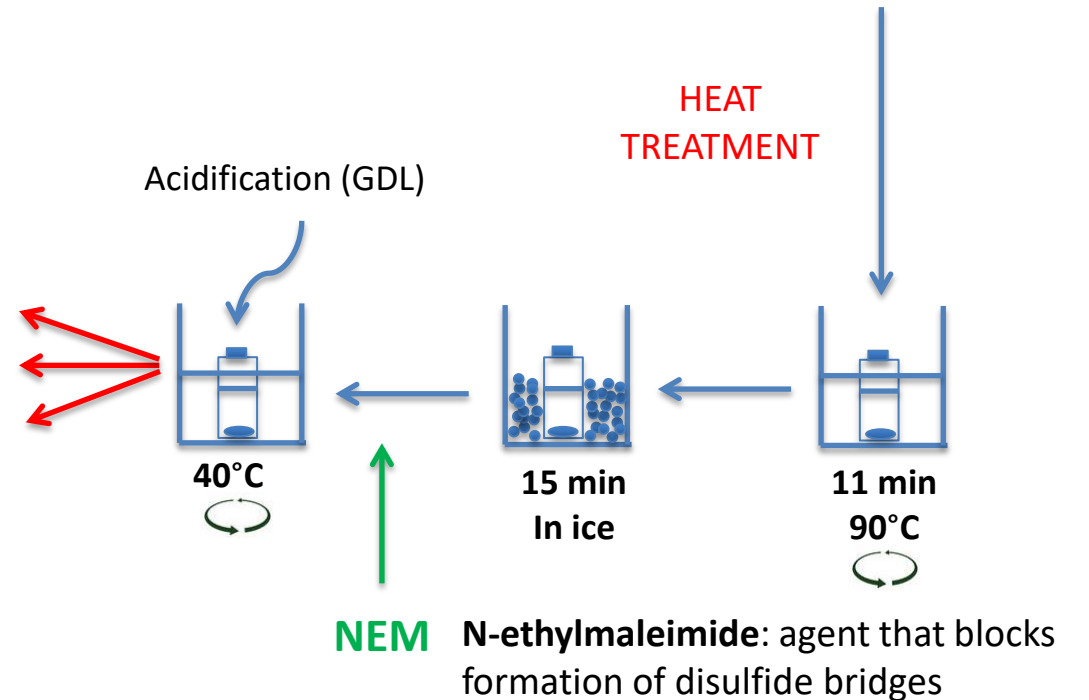 HEAT
TREATMENT
Acidification (GDL)
40°C
15 min
In ice
11 min
90°C
NEM
N-ethylmaleimide: agent that blocks
formation of disulfide bridges